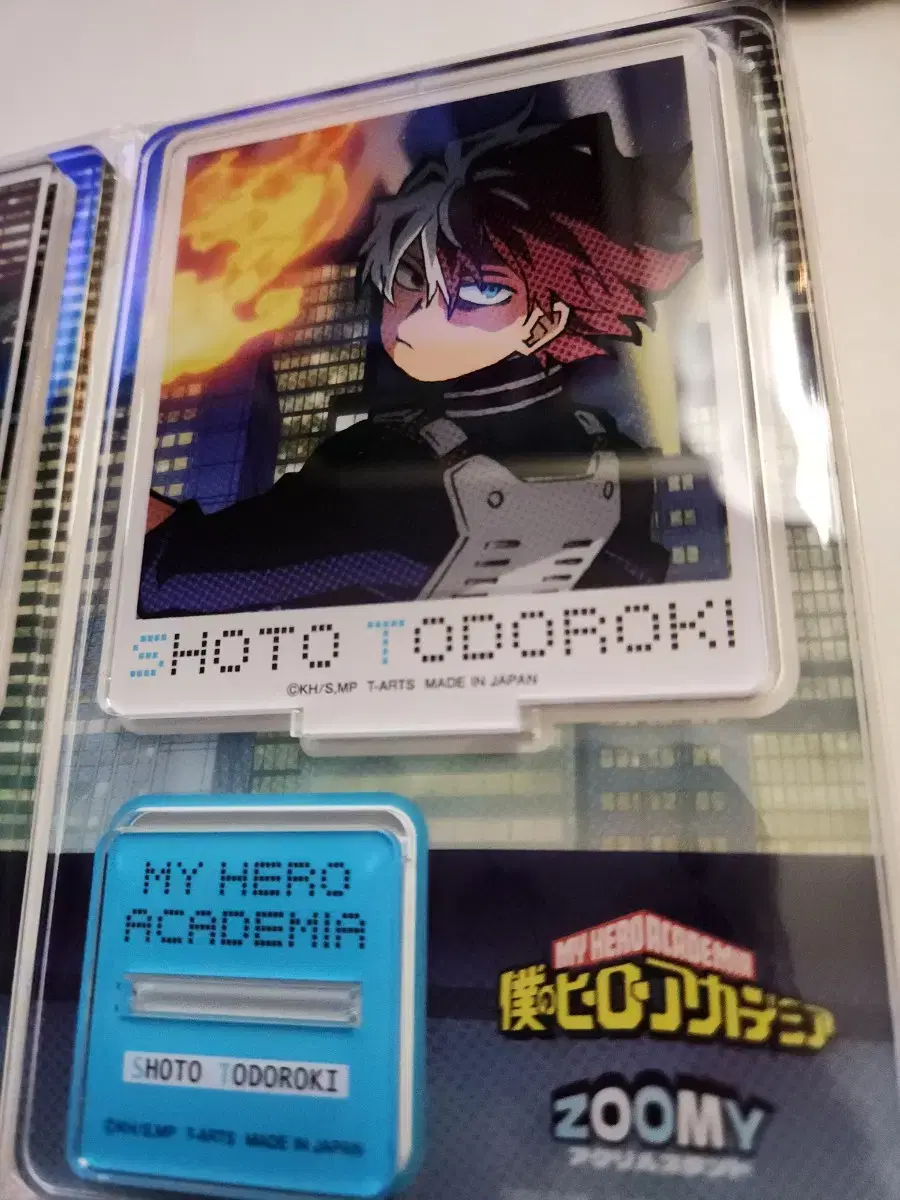 SHOTO TODOROKI
©KH/S,MP T-ARTS MADE IN JAPAN
MY HERO
ACADEMIA
SHOTO TODOROKI
©KH/S,MP T-ARTS MADE IN JAPAN
MY HERO ACADEMIA
僕のヒーローアカデミア
ZOOMY
アクリルスタンド